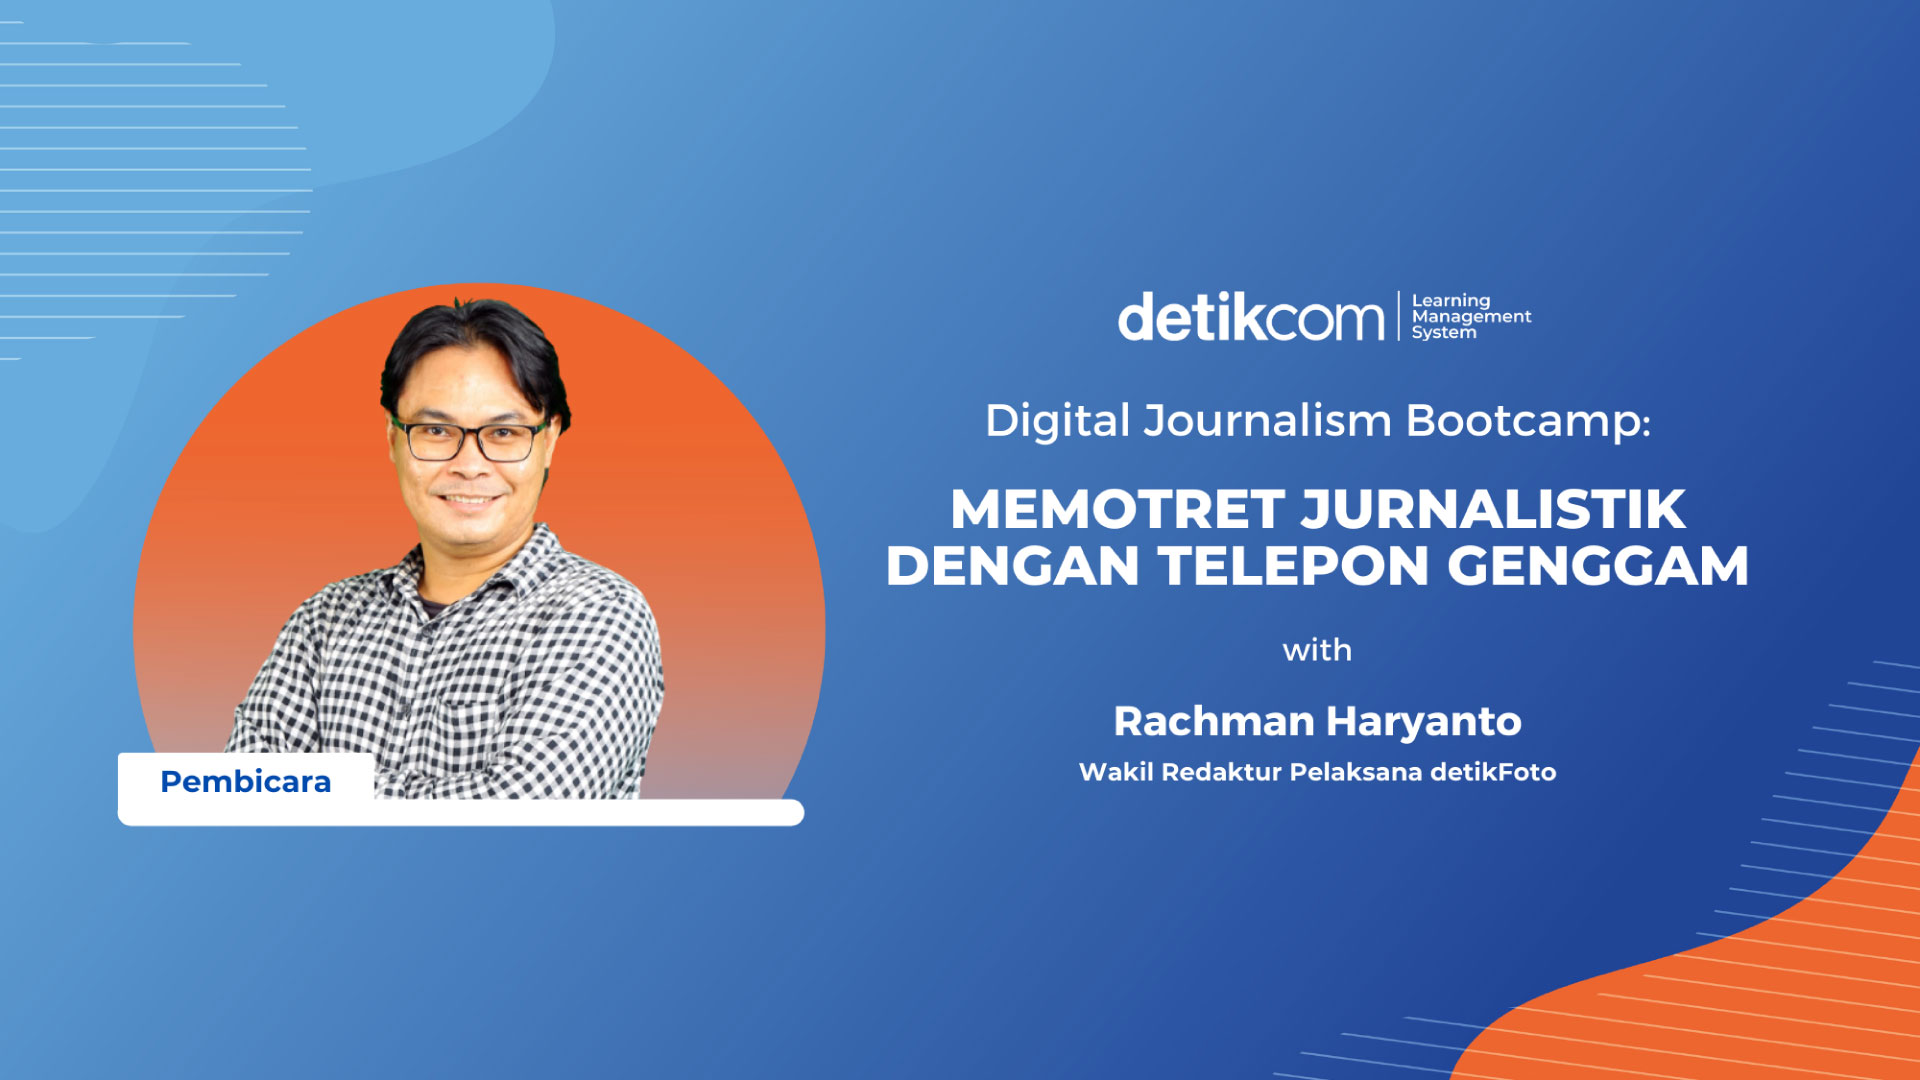 detikcom
Learning
Management
System
Digital Journalism Bootcamp:
MEMOTRET JURNALISTIK
DENGAN TELEPON GENGGAM
with
Rachman Haryanto
Wakil Redaktur Pelaksana detikFoto
Pembicara